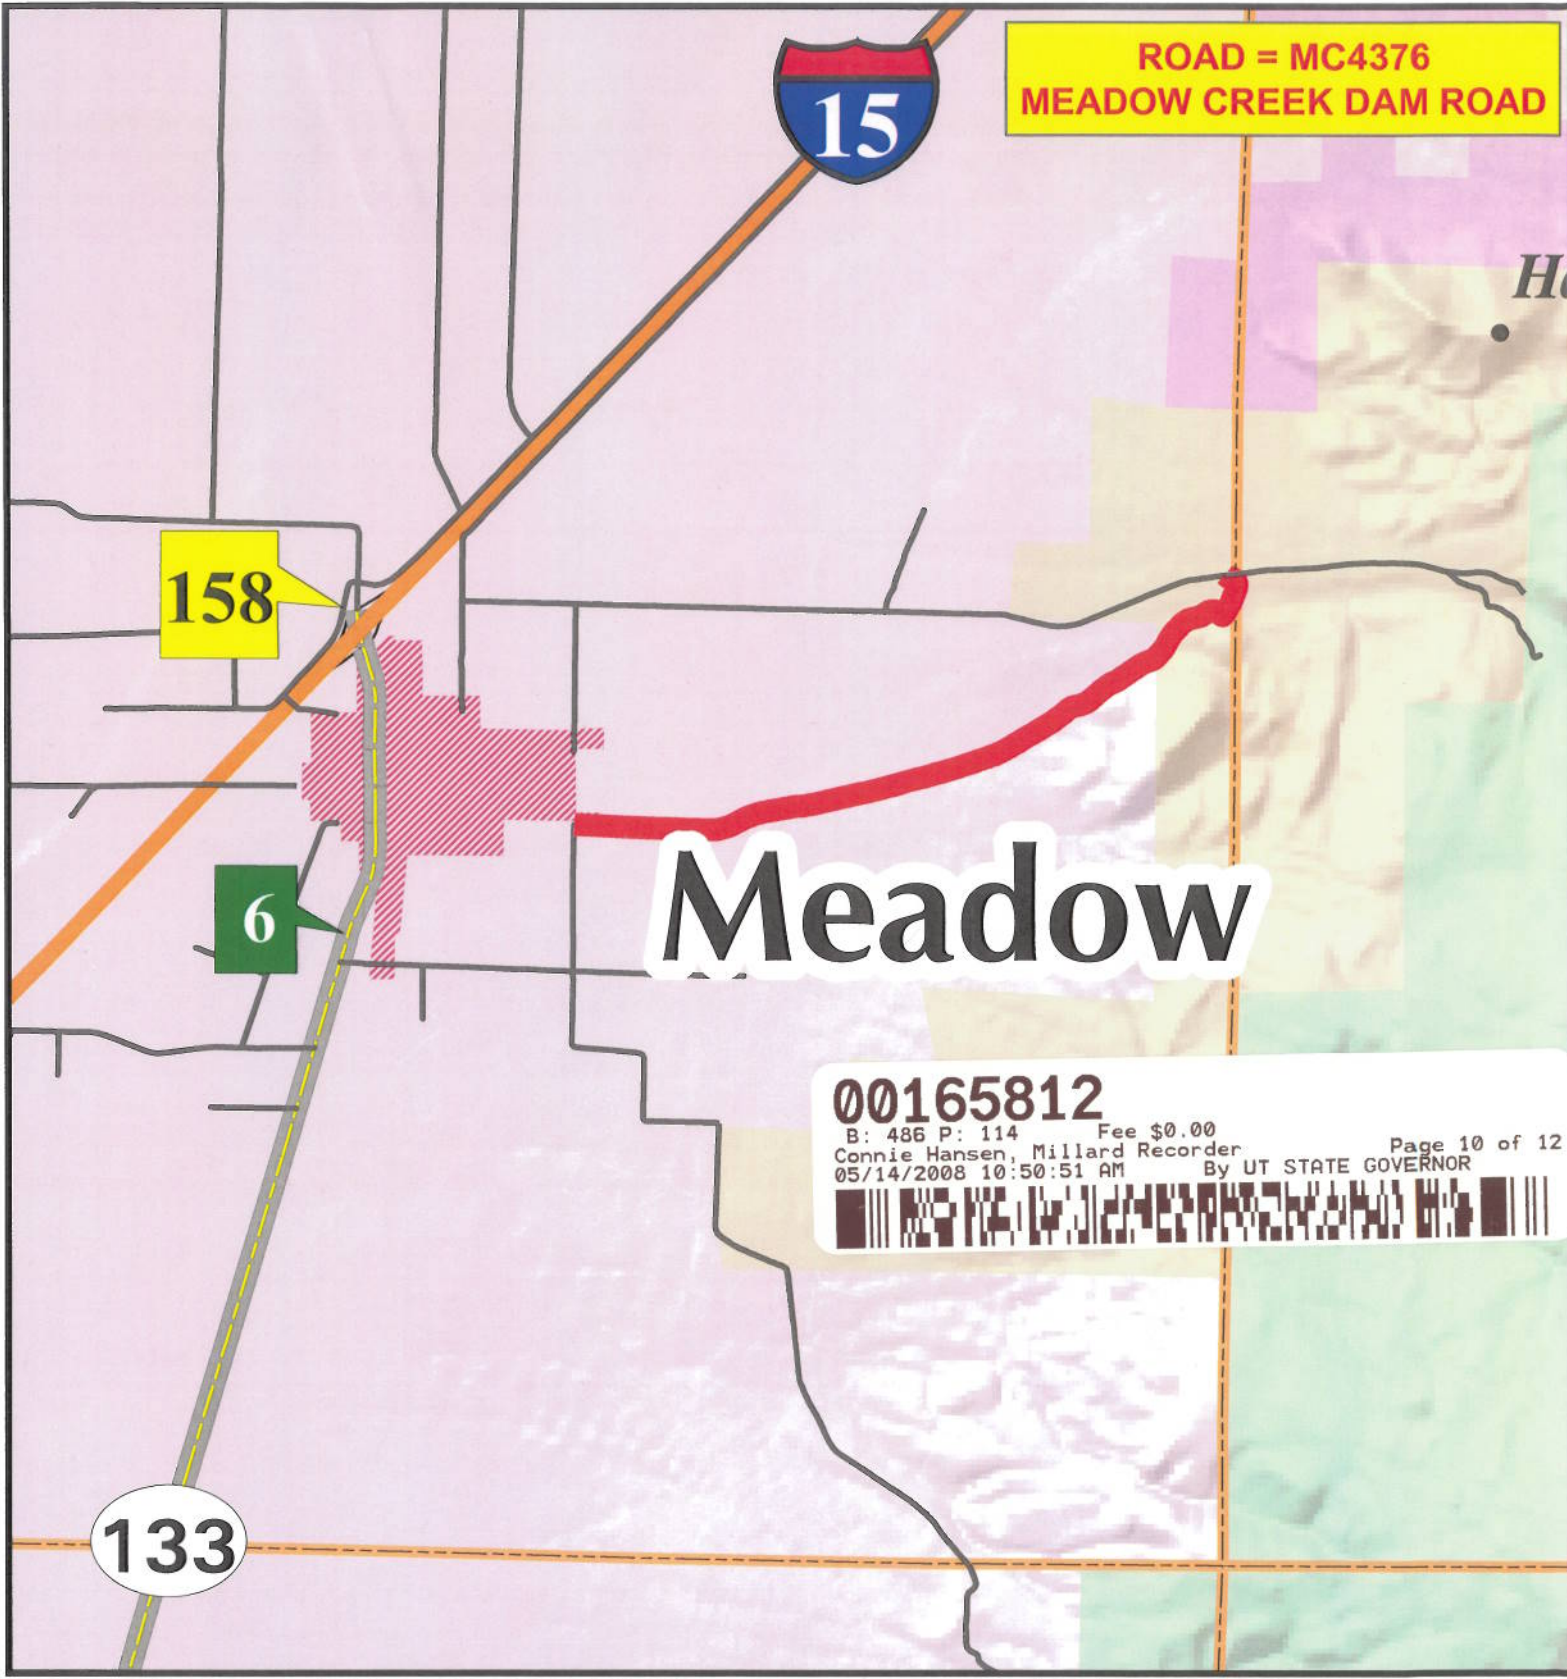 ROAD = MC4376
MEADOW CREEK DAM ROAD
15
158
6
Meadow
00165812
B: 486 P: 114 Fee $0.00
Connie Hansen, Millard Recorder Page 10 of 12
05/14/2008 10:50:51 AM By UT STATE GOVERNOR
133